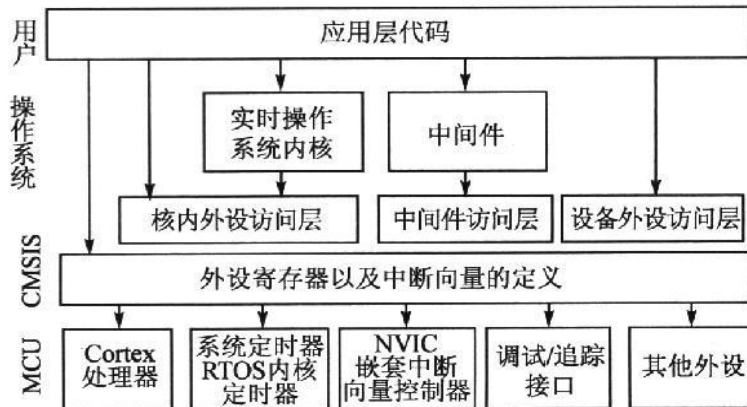 用户
应用层代码
操作系统
实时操作
系统内核
中间件
核内外设访问层
中间件访问层
设备外设访问层
CMSIS
外设寄存器以及中断向量的定义
MCU
Cortex
处理器
系统定时器
RTOS内核
定时器
NVIC
嵌套中断
向量控制器
调试/追踪
接口
其他外设